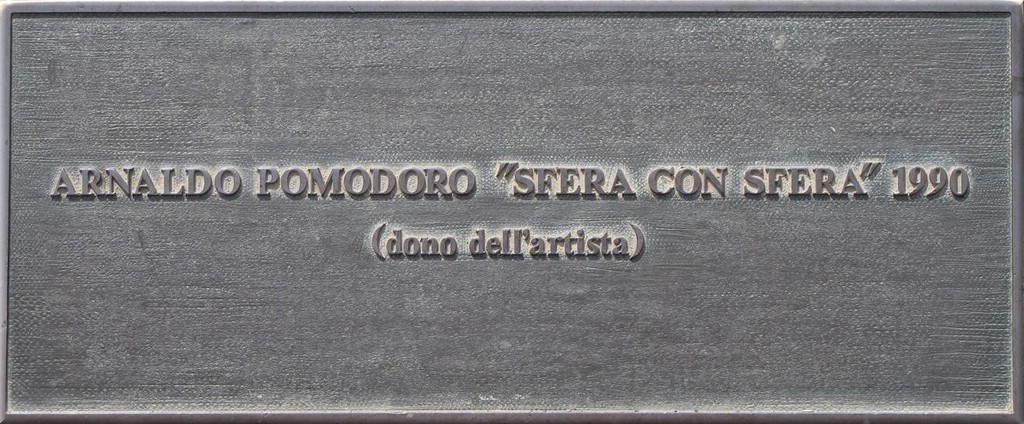 ARNALDO POMODORO "SFERA CON SFERA" 1990
(dono dell'artista)